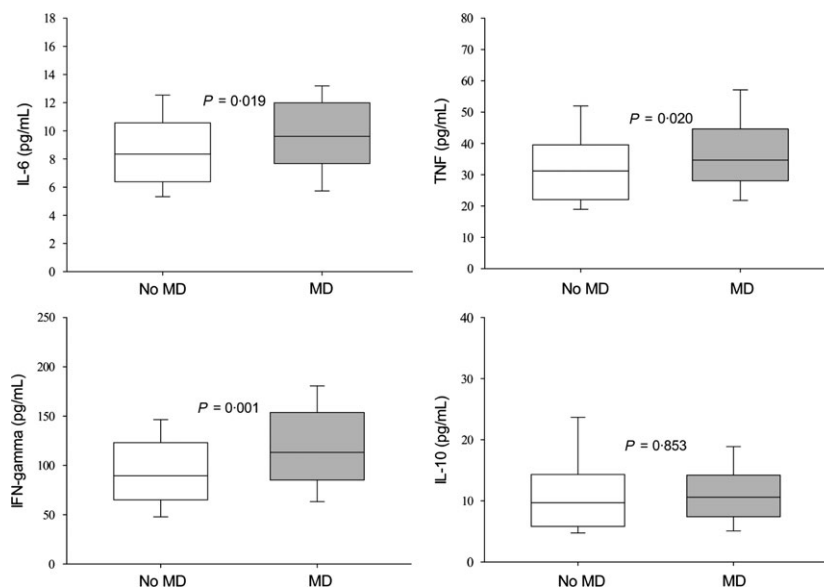 IL-6 (pg/mL)
18
16
14
12
10
8
6
4
2
0
P = 0·019
No MD
MD
TNF (pg/mL)
80
70
60
50
40
30
20
10
0
P = 0·020
No MD
MD
IFN-gamma (pg/mL)
250
200
150
100
50
0
P = 0·001
No MD
MD
IL-10 (pg/mL)
40
30
20
10
0
P = 0·853
No MD
MD